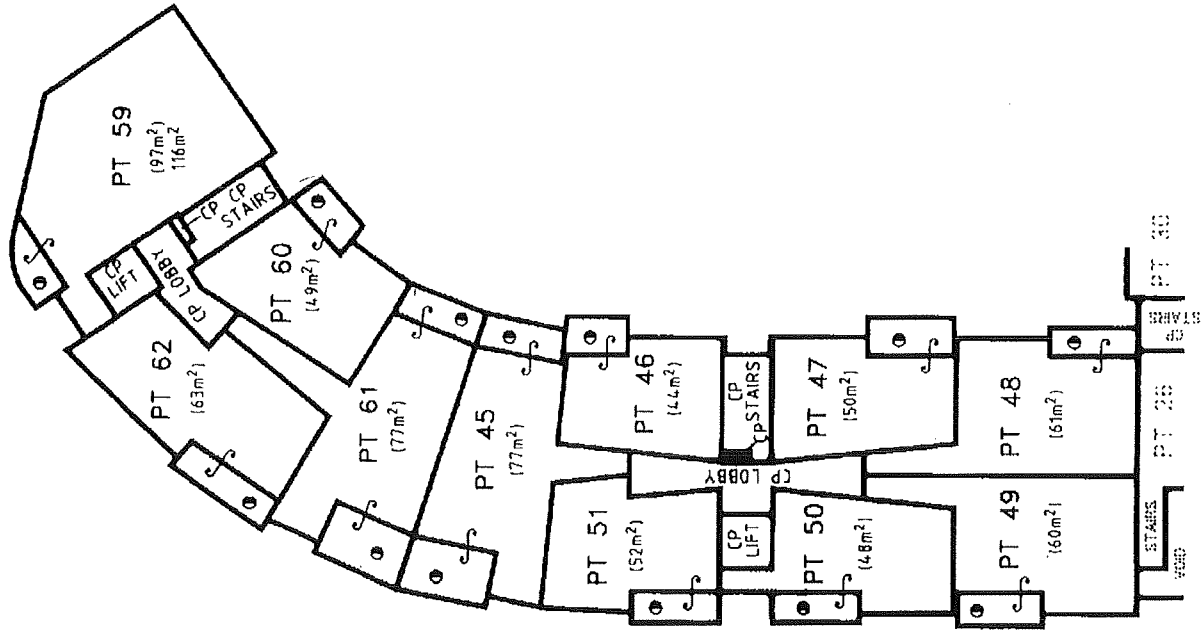 PT 59
(97m²)
116m²
CP
CP
STAIRS
CP
LIFT
CP LOBBY
PT 60
(49m²)
PT 62
(63m²)
PT 61
(77m²)
PT 45
(77m²)
PT 46
(44m²)
CP
STAIRS
CP
PT 47
(50m²)
PT 48
(61m²)
CP LOBBY
PT 51
(52m²)
CP
LIFT
PT 50
(48m²)
PT 49
(60m²)
PT 30
CP
STAIRS
PT 28
STAIRS
VOID